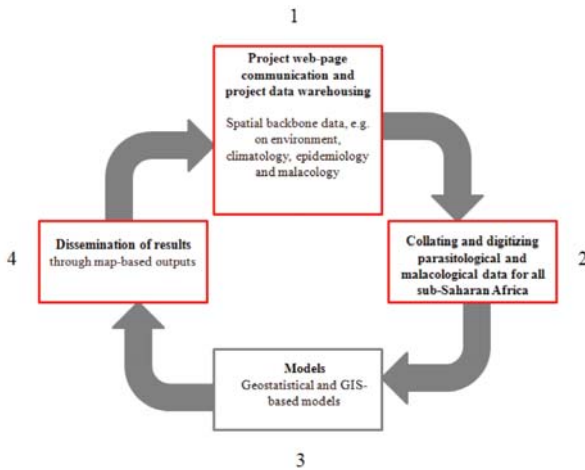 1
Project web-page
communication and
project data warehousing
Spatial backbone data, e.g.
on environment,
climatology, epidemiology
and malacology
Collating and digitizing
parasitological and
malacological data for all
sub-Saharan Africa
2
Models
Geostatistical and GIS-
based models
3
4
Dissemination of results
through map-based outputs